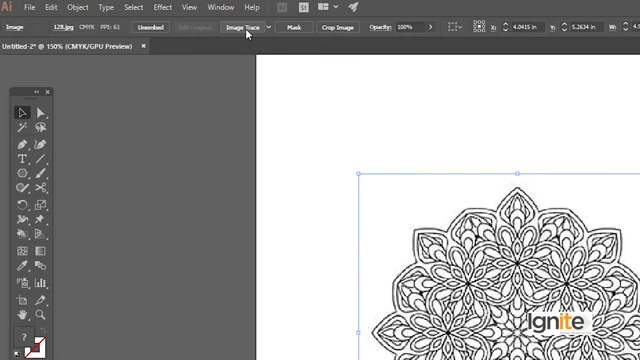 Ai File Edit Object Type Select Effect View Window Help Br St
Image 128.jpg CMYK PPI: 61 Unembed Edit Original Image Trace Mask Crop Image Opacity: 100% X: 4.0415 in Y: 5.2634 in W:
Untitled-2* @ 150% (CMYK/GPU Preview) ×
T
?
Ignite